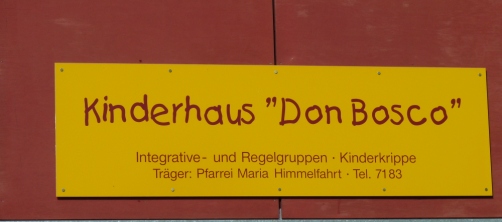 Kinderhaus "Don Bosco"
Integrative- und Regelgruppen · Kinderkrippe
Träger: Pfarrei Maria Himmelfahrt · Tel. 7183